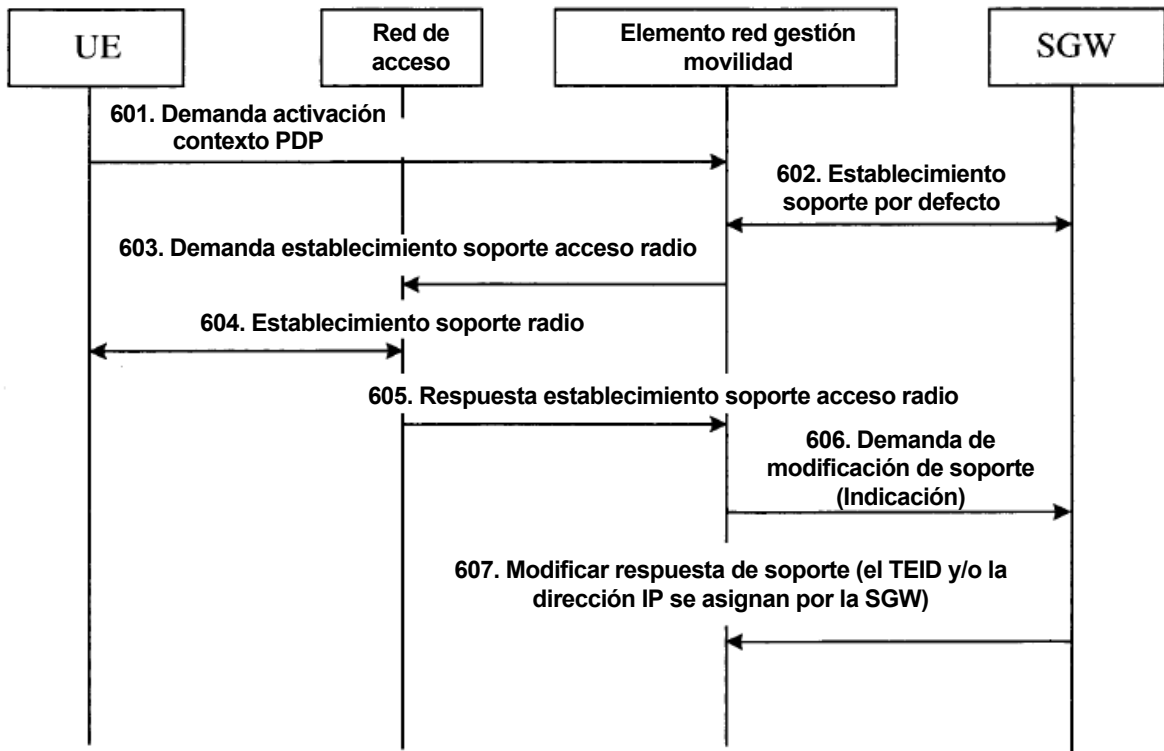 UE
Red de
acceso
Elemento red gestión
movilidad
SGW
601. Demanda activación
contexto PDP
602. Establecimiento
soporte por defecto
603. Demanda establecimiento soporte acceso radio
604. Establecimiento soporte radio
605. Respuesta establecimiento soporte acceso radio
606. Demanda de
modificación de soporte
(Indicación)
607. Modificar respuesta de soporte (el TEID y/o la
dirección IP se asignan por la SGW)